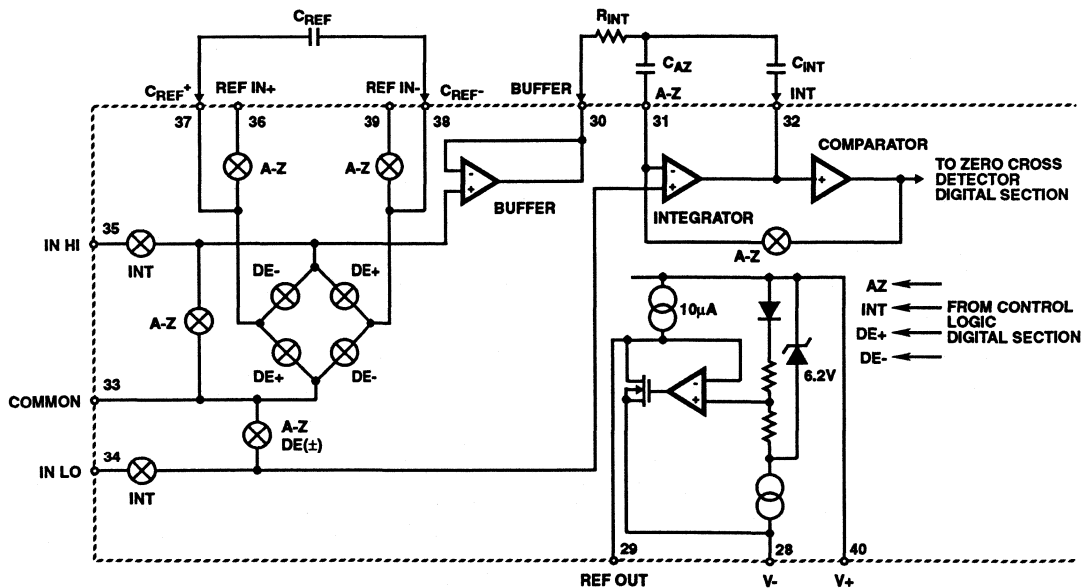 CREF
RINT
CAZ
CINT
CREF+
REF IN+
REF IN-
CREF-
BUFFER
A-Z
INT
37
36
39
38
30
31
32
A-Z
A-Z
-
+
BUFFER
-
+
INTEGRATOR
COMPARATOR
+
TO ZERO CROSS
DETECTOR
DIGITAL SECTION
A-Z
35
IN HI
INT
DE-
DE+
A-Z
DE+
DE-
33
COMMON
A-Z
DE(±)
34
IN LO
INT
10μA
-
+
6.2V
AZ
INT
DE+
DE-
FROM CONTROL
LOGIC
DIGITAL SECTION
29
28
40
REF OUT
V-
V+